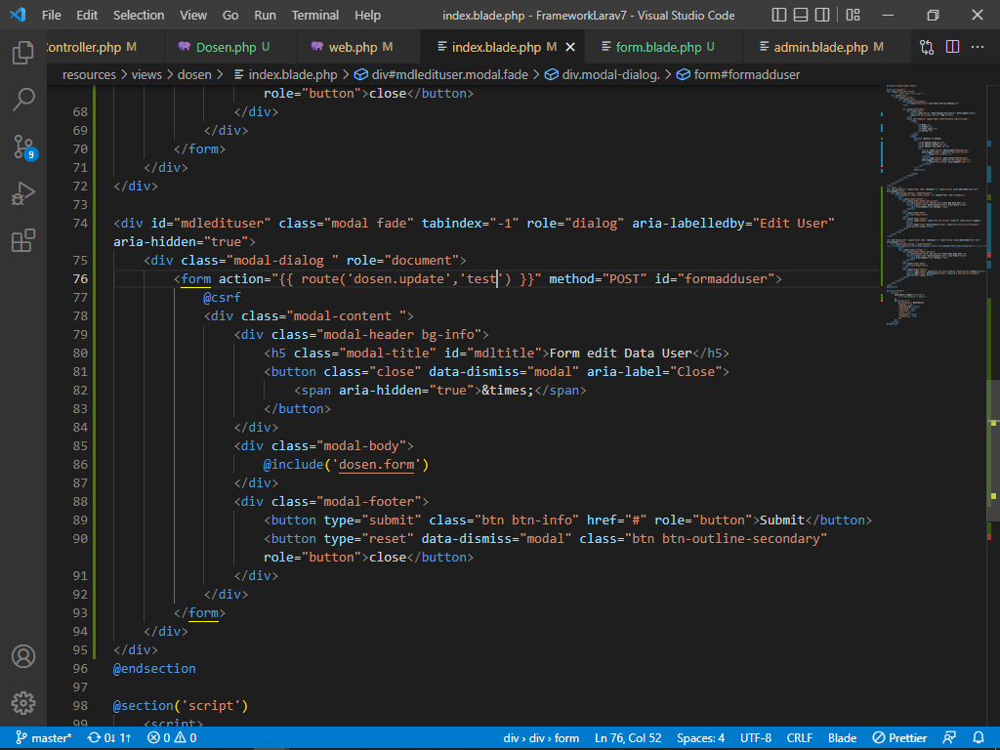 File Edit Selection View Go Run Terminal Help index.blade.php - FrameworkLarav7 - Visual Studio Code
Controller.php M Dosen.php U web.php M index.blade.php M form.blade.php U admin.blade.php M
resources > views > dosen > index.blade.php > div#mdledituser.modal.fade > div.modal-dialog. > form#formadduser
role="button">close</button>
68 </div>
69 </div>
70 </form>
71 </div>
72 </div>
73
74 <div id="mdledituser" class="modal fade" tabindex="-1" role="dialog" aria-labelledby="Edit User"
aria-hidden="true">
75 <div class="modal-dialog " role="document">
76 <form action="{{ route('dosen.update','test') }}" method="POST" id="formadduser">
77 @csrf
78 <div class="modal-content ">
79 <div class="modal-header bg-info">
80 <h5 class="modal-title" id="mdltitle">Form edit Data User</h5>
81 <button class="close" data-dismiss="modal" aria-label="Close">
82 <span aria-hidden="true">&times;</span>
83 </button>
84 </div>
85 <div class="modal-body">
86 @include('dosen.form')
87 </div>
88 <div class="modal-footer">
89 <button type="submit" class="btn btn-info" href="#" role="button">Submit</button>
90 <button type="reset" data-dismiss="modal" class="btn btn-outline-secondary"
role="button">close</button>
91 </div>
92 </div>
93 </form>
94 </div>
95 </div>
96 @endsection
97
98 @section('script')
99 <script>
9
master* 0↓ 1↑ 0 0 div > div > form Ln 76, Col 52 Spaces: 4 UTF-8 CRLF Blade Prettier